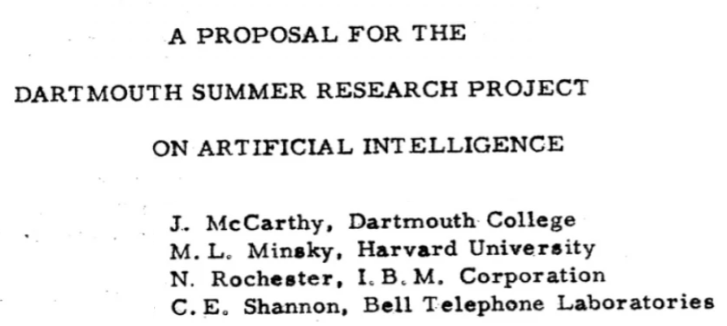 A PROPOSAL FOR THE
DARTMOUTH SUMMER RESEARCH PROJECT
ON ARTIFICIAL INTELLIGENCE
J. McCarthy, Dartmouth College
M. L. Minsky, Harvard University
N. Rochester, I.B.M. Corporation
C. E. Shannon, Bell Telephone Laboratories